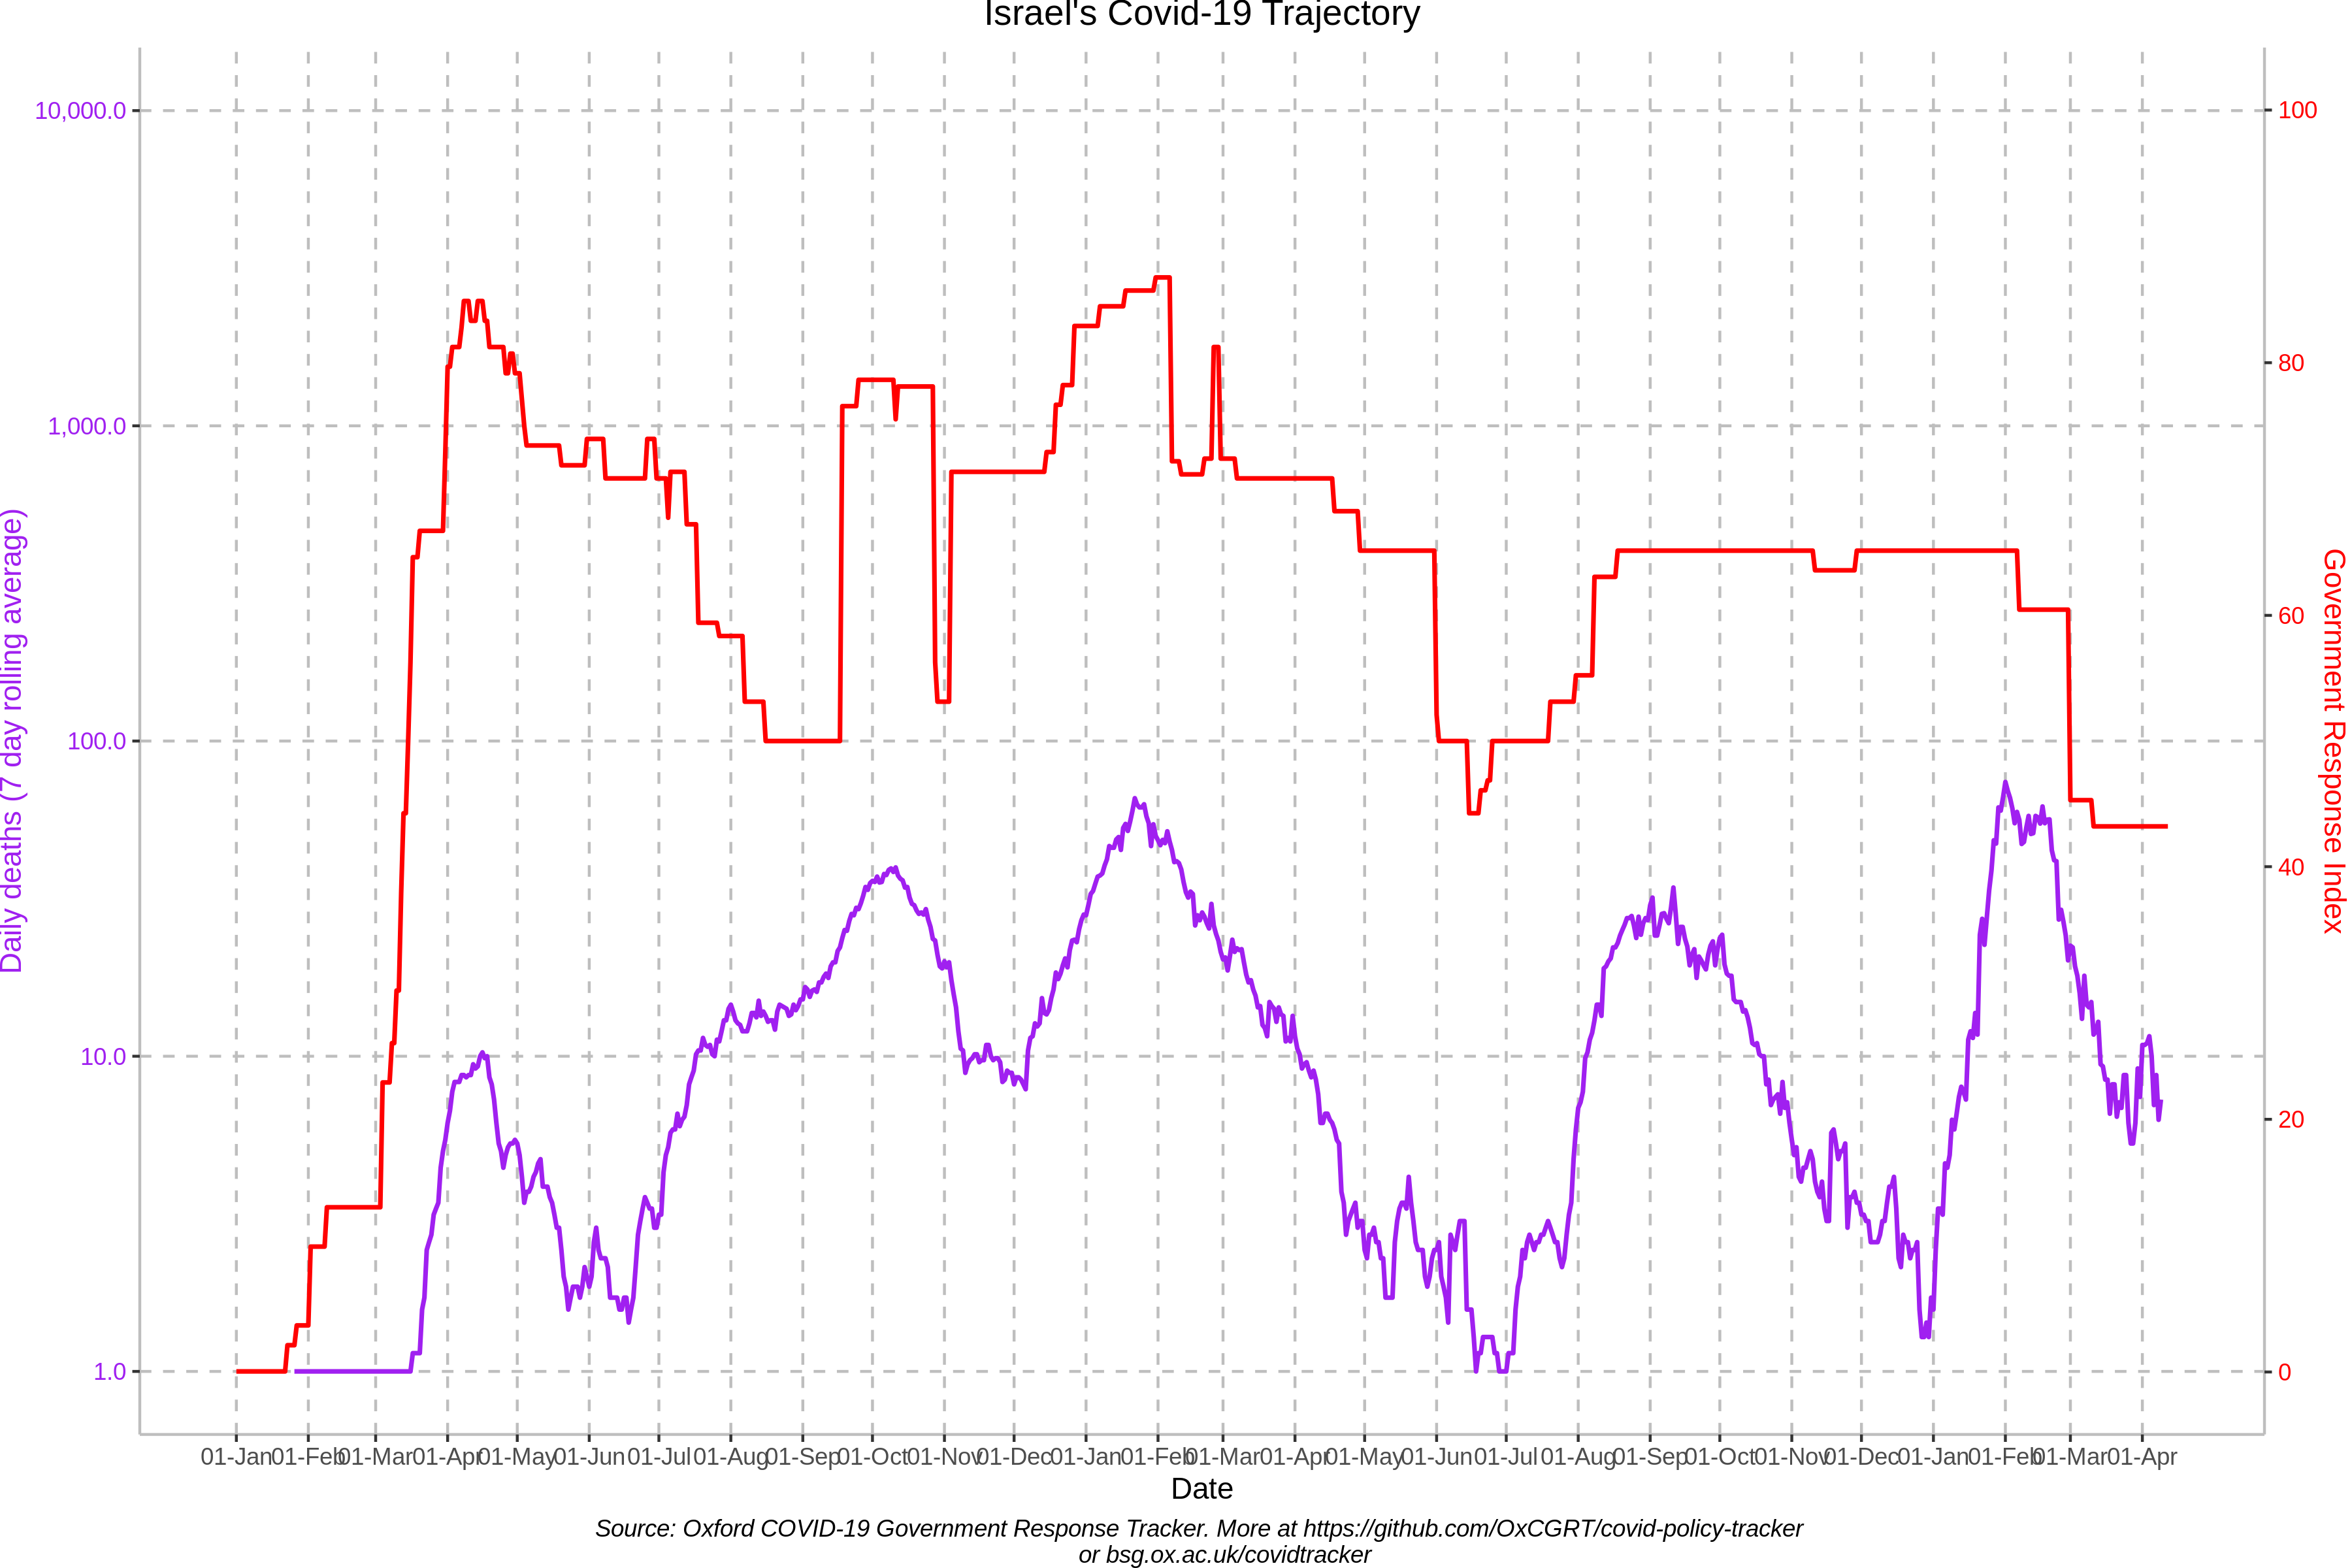 Israel's Covid-19 Trajectory
10,000.0
1,000.0
100.0
10.0
1.0
Daily deaths (7 day rolling average)
100
80
60
40
20
0
Government Response Index
01-Jan 01-Feb 01-Mar 01-Apr 01-May 01-Jun 01-Jul 01-Aug 01-Sep 01-Oct 01-Nov 01-Dec 01-Jan 01-Feb 01-Mar 01-Apr 01-May 01-Jun 01-Jul 01-Aug 01-Sep 01-Oct 01-Nov 01-Dec 01-Jan 01-Feb 01-Mar 01-Apr
Date
Source: Oxford COVID-19 Government Response Tracker. More at https://github.com/OxCGRT/covid-policy-tracker
or bsg.ox.ac.uk/covidtracker